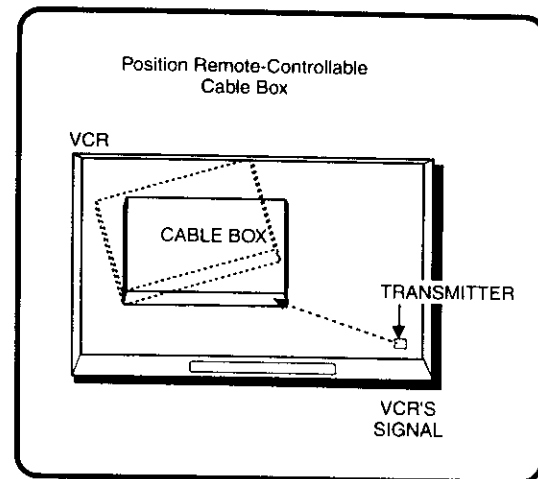 Position Remote-Controllable
Cable Box
VCR
CABLE BOX
TRANSMITTER
VCR'S
SIGNAL